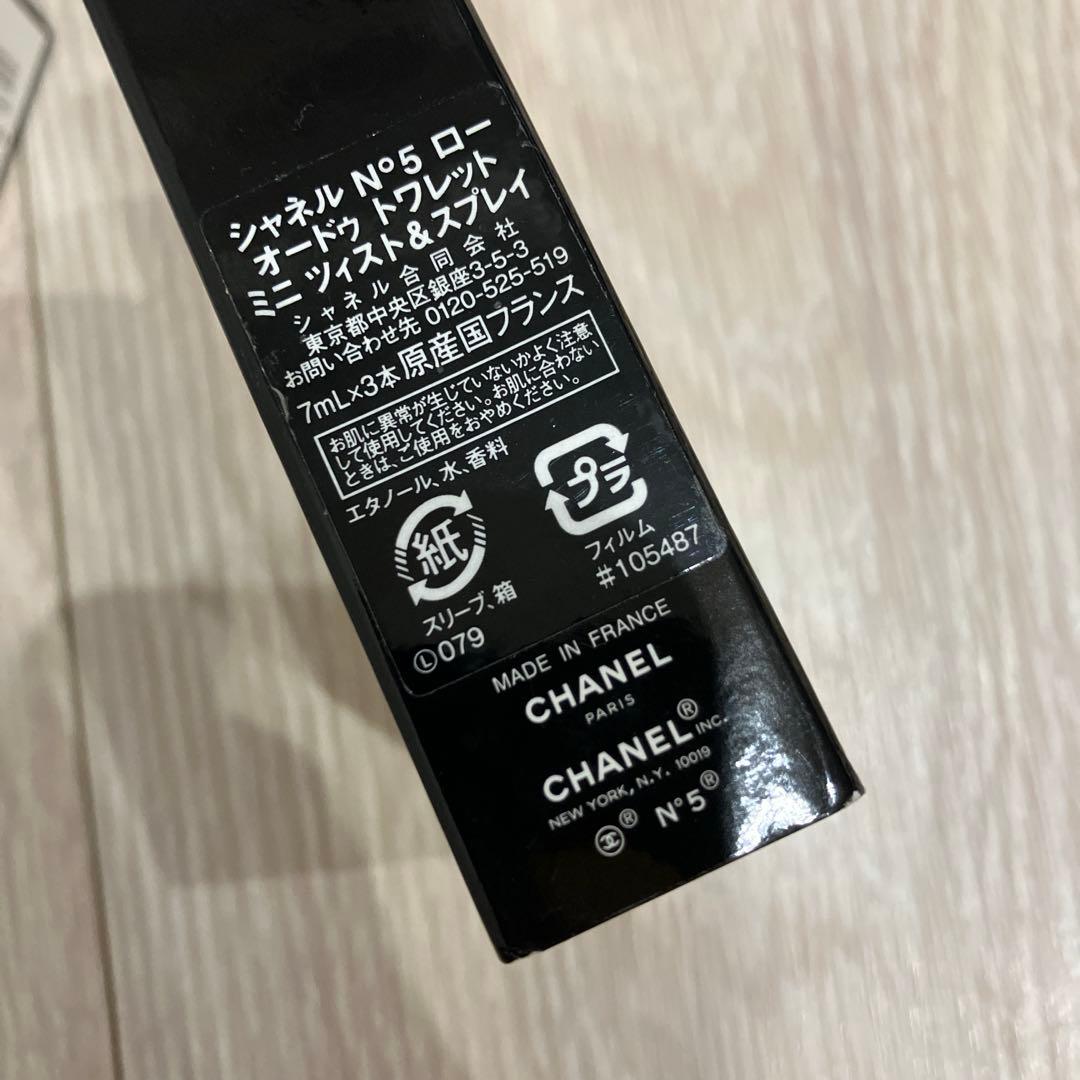 シャネル N°5 ロー
オードゥ トワレット
ミニ ツィスト&スプレイ
シャネル合同会社
東京都中央区銀座3-5-3
お問い合わせ先 0120-525-519
7mL×3本 原産国フランス
お肌に異常が生じていないかよく注意
して使用してください。お肌に合わない
ときは、ご使用をおやめください。
エタノール、水、香料
紙
プラ
スリーブ、箱
フィルム
Ⓛ079
#105487
MADE IN FRANCE
CHANEL
PARIS
CHANEL® INC.
NEW YORK, N.Y. 10019
® N°5®